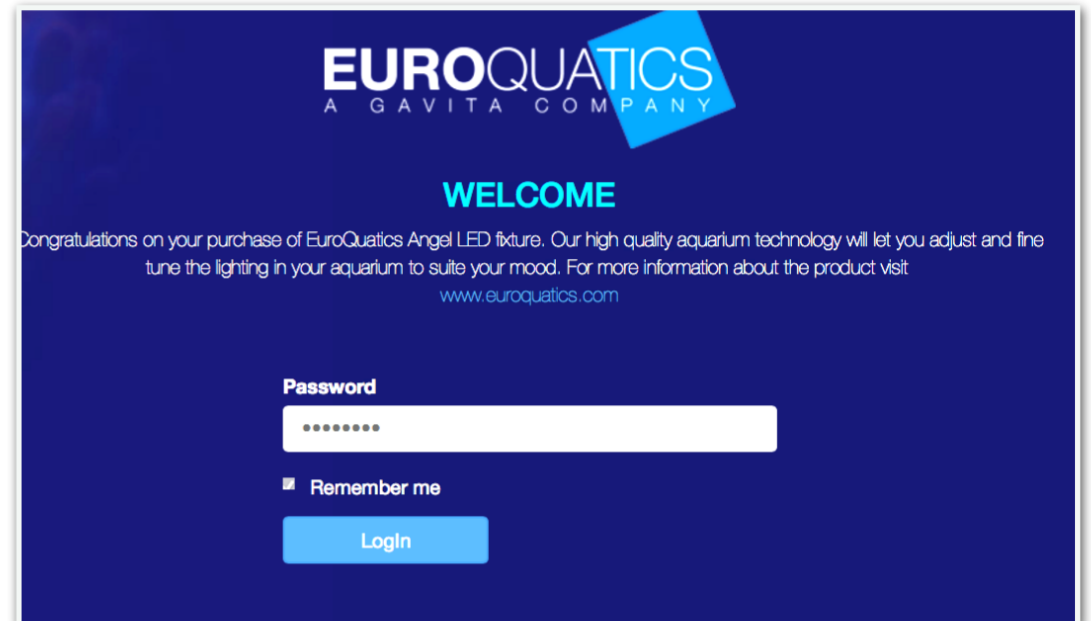 EUROQUATICS
A GAVITA COMPANY
WELCOME
Congratulations on your purchase of EuroQuatics Angel LED fixture. Our high quality aquarium technology will let you adjust and fine
tune the lighting in your aquarium to suite your mood. For more information about the product visit
www.euroquatics.com
Password
••••••••
Remember me
LogIn